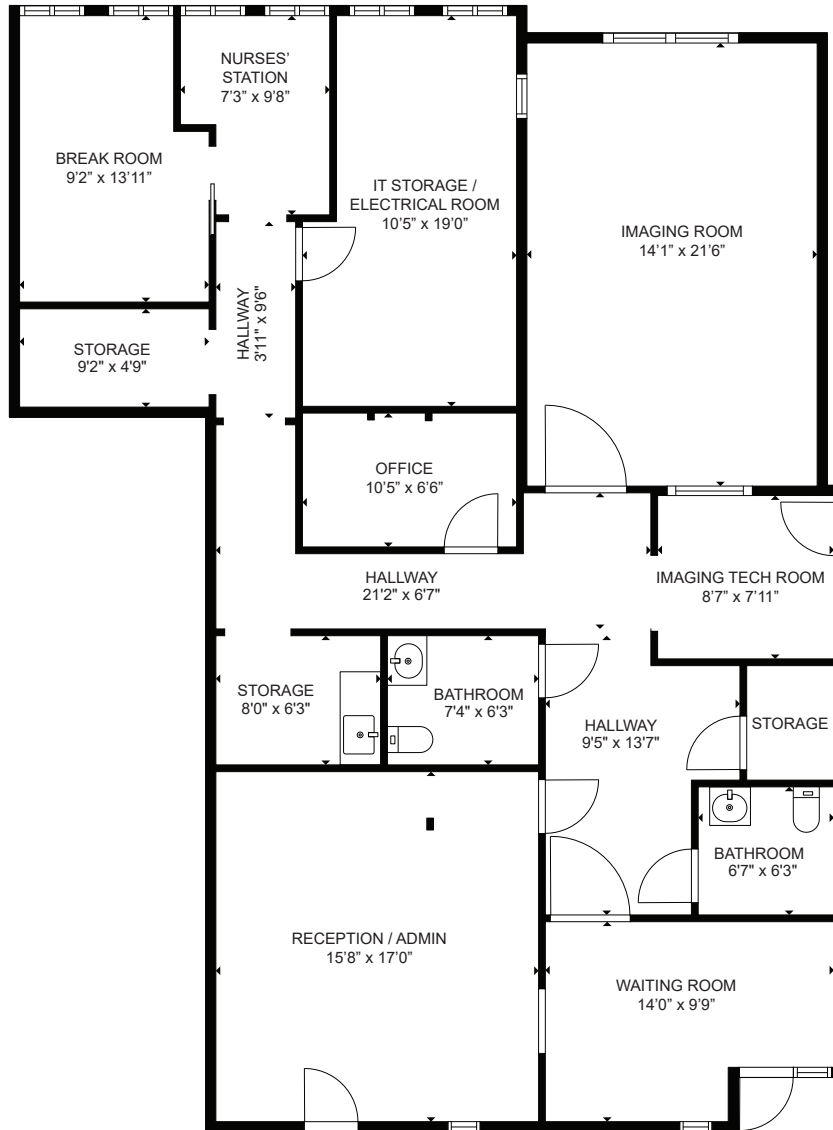 NURSES’
STATION
7’3” x 9’8”
BREAK ROOM
9’2” x 13’11”
IT STORAGE /
ELECTRICAL ROOM
10’5” x 19’0”
IMAGING ROOM
14’1” x 21’6”
HALLWAY
3'11" x 9'6"
STORAGE
9'2" x 4'9"
OFFICE
10’5” x 6’6”
HALLWAY
21’2” x 6’7”
IMAGING TECH ROOM
8’7” x 7’11”
STORAGE
8’0” x 6’3”
BATHROOM
7’4” x 6’3”
HALLWAY
9’5” x 13’7”
STORAGE
BATHROOM
6’7” x 6’3”
RECEPTION / ADMIN
15’8” x 17’0”
WAITING ROOM
14’0” x 9’9”